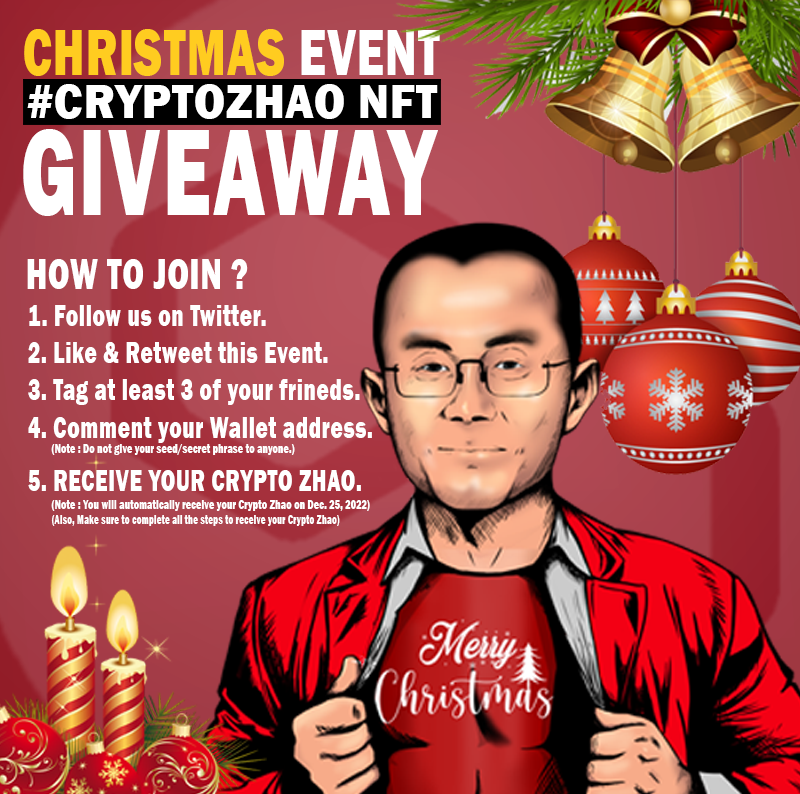 CHRISTMAS EVENT
#CRYPTOZHAO NFT
GIVEAWAY
HOW TO JOIN ?
1. Follow us on Twitter.
2. Like & Retweet this Event.
3. Tag at least 3 of your frineds.
4. Comment your Wallet address.
(Note : Do not give your seed/secret phrase to anyone.)
5. RECEIVE YOUR CRYPTO ZHAO.
(Note : You will automatically receive your Crypto Zhao on Dec. 25, 2022)
(Also, Make sure to complete all the steps to receive your Crypto Zhao)
Merry
Christmas